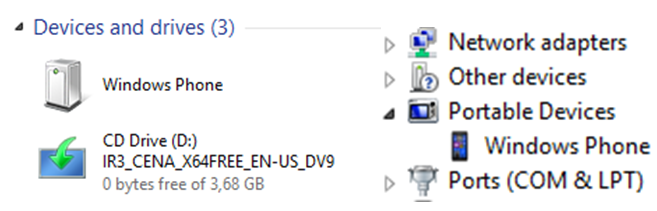 Devices and drives (3)
Windows Phone
CD Drive (D:)
IR3_CENA_X64FREE_EN-US_DV9
0 bytes free of 3,68 GB
Network adapters
Other devices
Portable Devices
Windows Phone
Ports (COM & LPT)